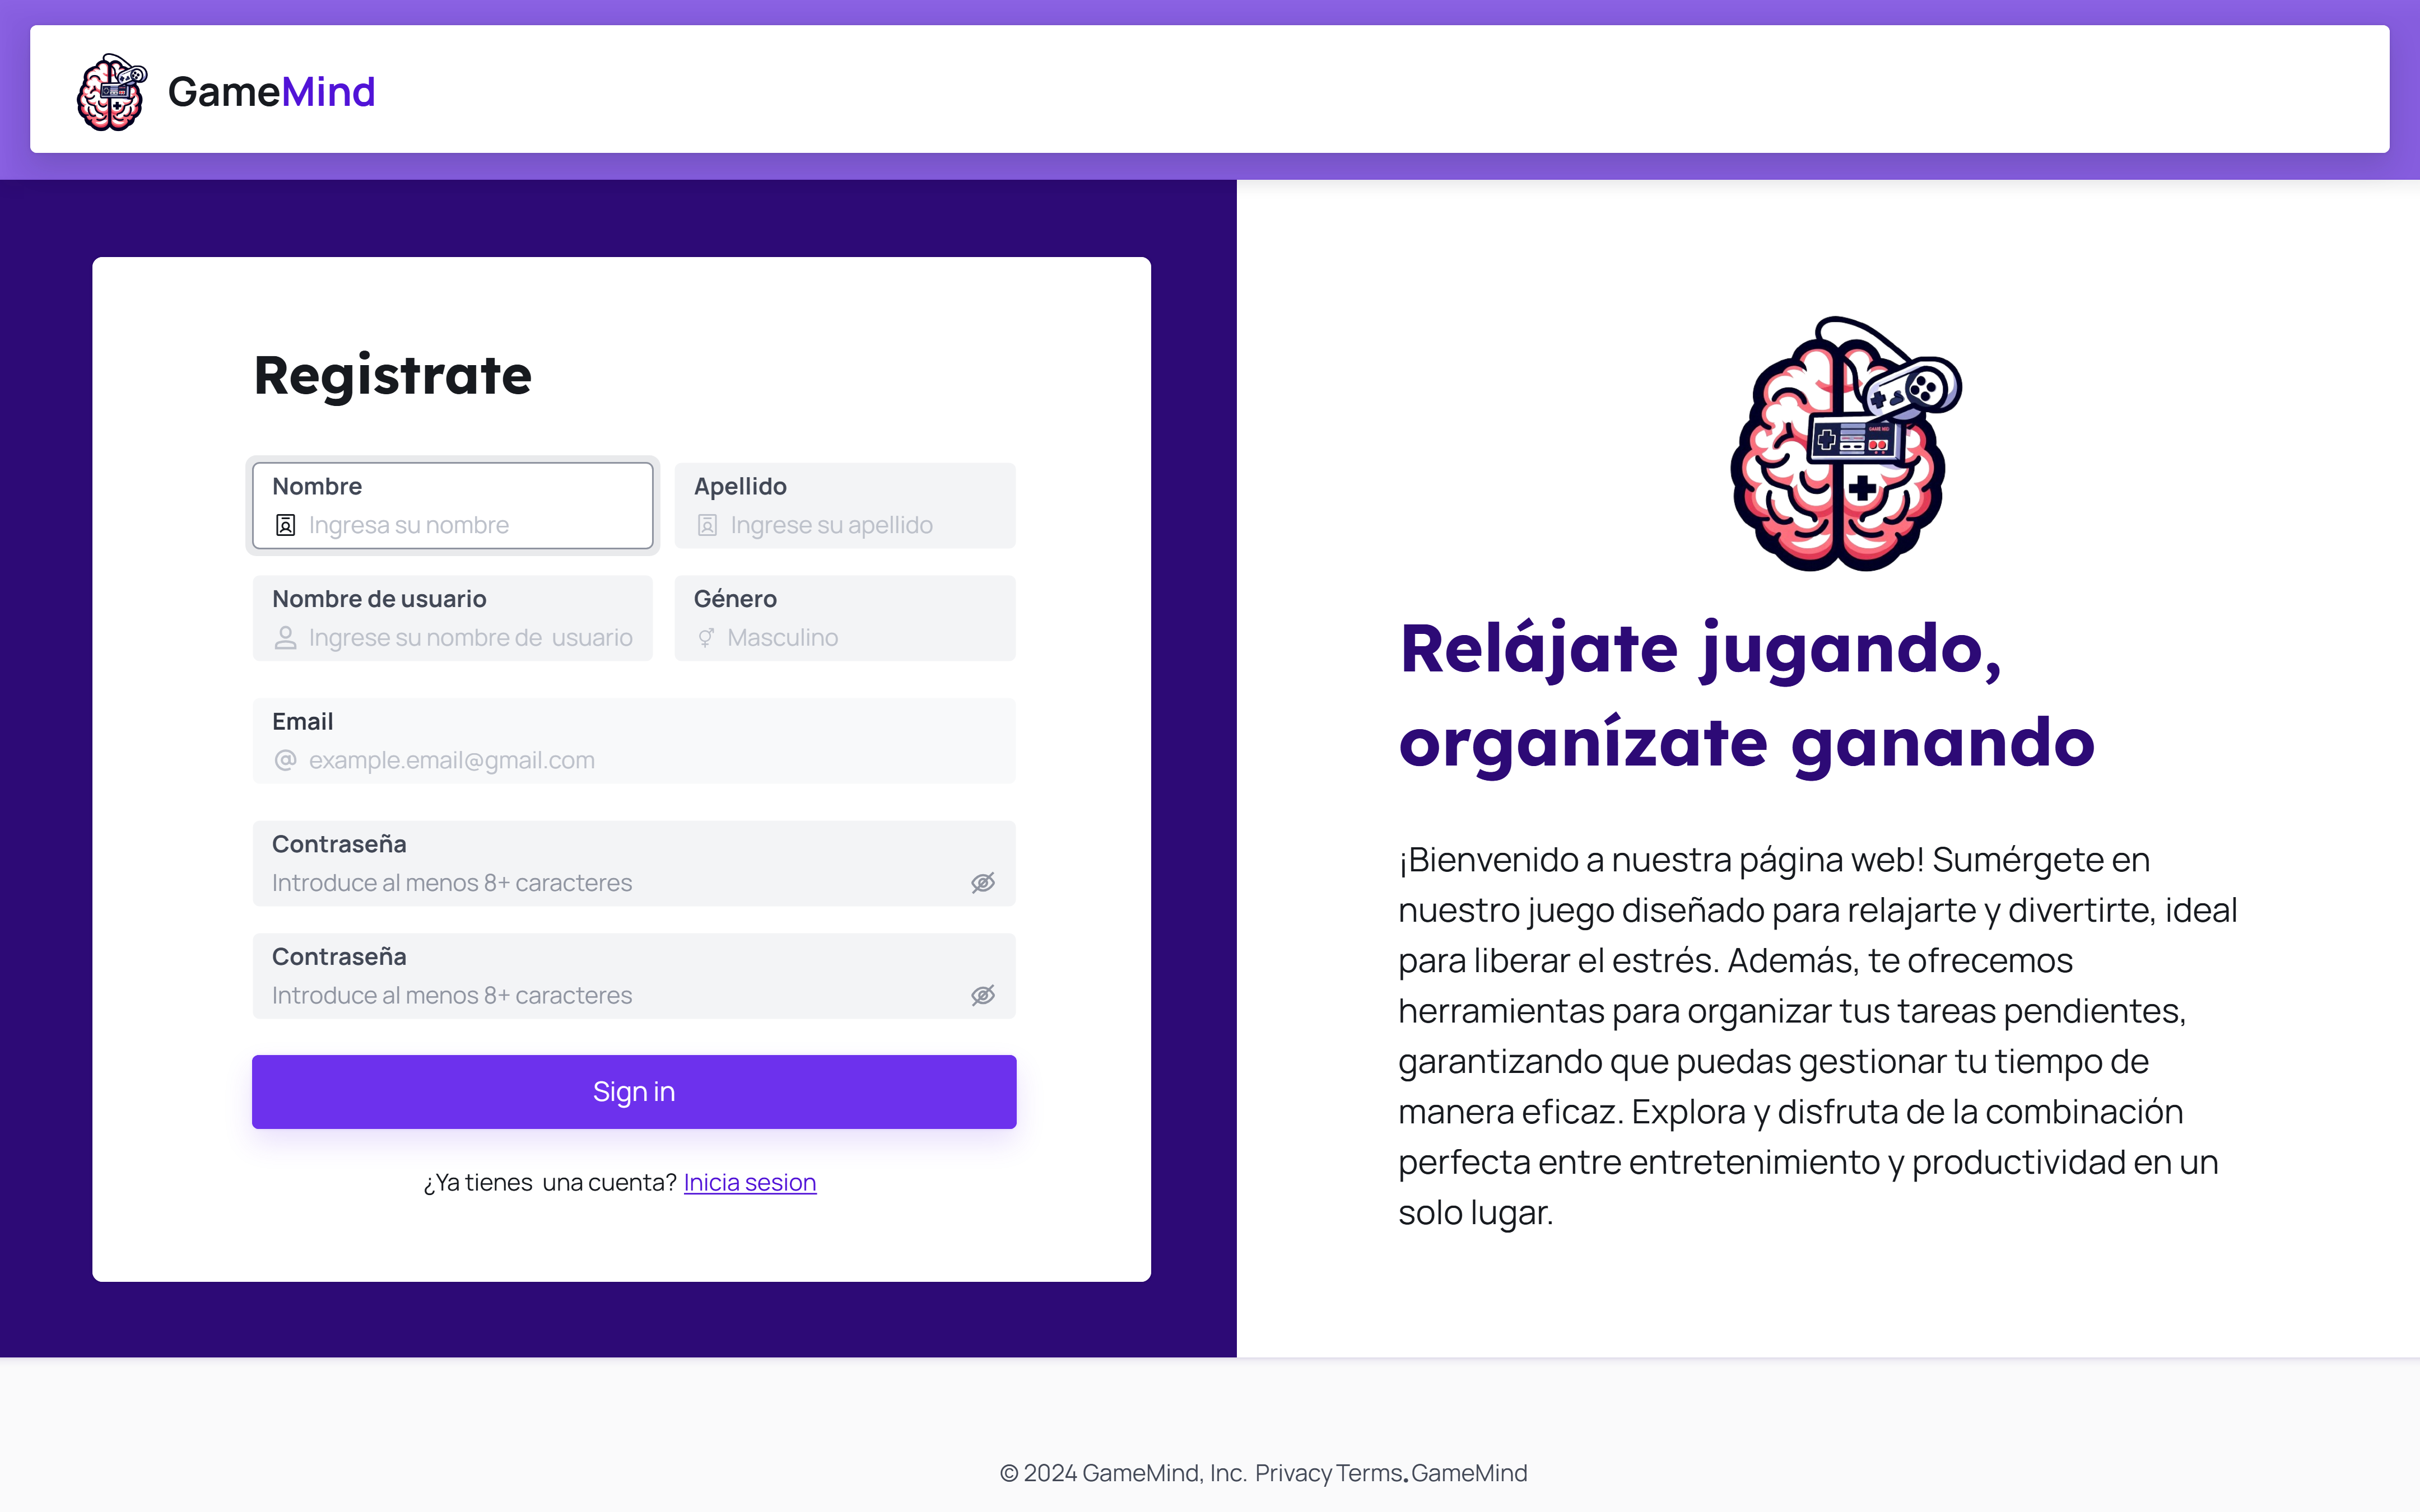 GameMind
Registrate
Nombre
Ingresa su nombre
Apellido
Ingrese su apellido
Nombre de usuario
Ingrese su nombre de usuario
Género
Masculino
Email
example.email@gmail.com
Contraseña
Introduce al menos 8+ caracteres
Contraseña
Introduce al menos 8+ caracteres
Sign in
¿Ya tienes una cuenta? Inicia sesion
Relájate jugando,
organízate ganando
¡Bienvenido a nuestra página web! Sumérgete en
nuestro juego diseñado para relajarte y divertirte, ideal
para liberar el estrés. Además, te ofrecemos
herramientas para organizar tus tareas pendientes,
garantizando que puedas gestionar tu tiempo de
manera eficaz. Explora y disfruta de la combinación
perfecta entre entretenimiento y productividad en un
solo lugar.
© 2024 GameMind, Inc. Privacy Terms.GameMind